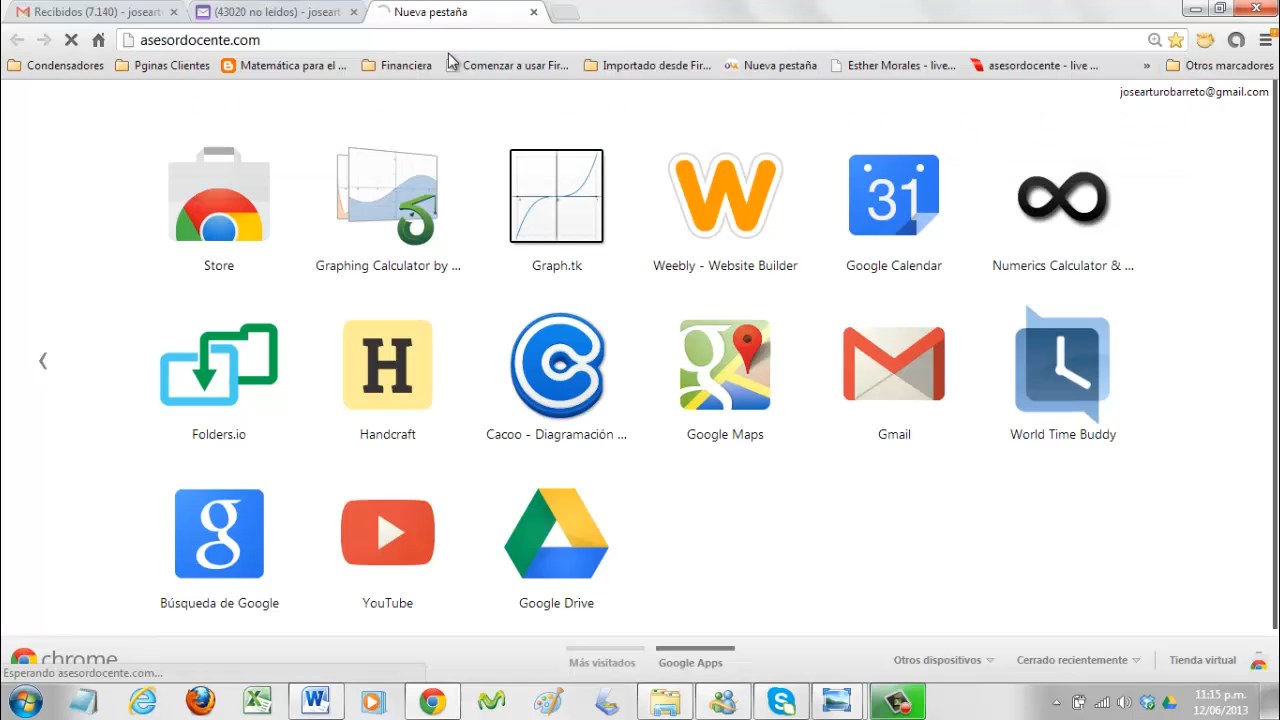 Recibidos (7.140) - joseart
(43020 no leídos) - joseart
Nueva pestaña
asesordocente.com
Condensadores
Pginas Clientes
Matemática para el ...
Financiera
Comenzar a usar Fir...
Importado desde Fir...
Nueva pestaña
Esther Morales - live...
asesordocente - live ...
»
Otros marcadores
josearturobarreto@gmail.com
Store
Graphing Calculator by ...
Graph.tk
W
Weebly - Website Builder
31
Google Calendar
Numerics Calculator & ...
Folders.io
H
Handcraft
C
Cacoo - Diagramación ...
g
Google Maps
Gmail
World Time Buddy
g
Búsqueda de Google
YouTube
Google Drive
chrome
Más visitados
Google Apps
Otros dispositivos
Cerrado recientemente
Tienda virtual
Esperando asesordocente.com...
11:15 p.m.
12/06/2013